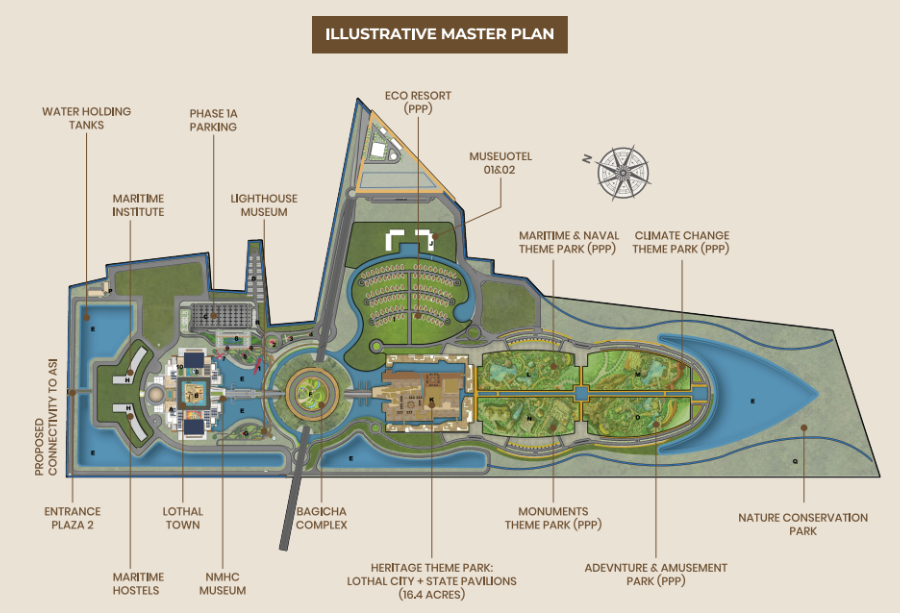 ILLUSTRATIVE MASTER PLAN
ECO RESORT
(PPP)
WATER HOLDING
TANKS
PHASE 1A
PARKING
MUSEUOTEL
01&02
N
MARITIME
INSTITUTE
LIGHTHOUSE
MUSEUM
MARITIME & NAVAL
THEME PARK (PPP)
CLIMATE CHANGE
THEME PARK (PPP)
PROPOSED
CONNECTIVITY TO ASI
ENTRANCE
PLAZA 2
LOTHAL
TOWN
BAGICHA
COMPLEX
MONUMENTS
THEME PARK (PPP)
NATURE CONSERVATION
PARK
MARITIME
HOSTELS
NMHC
MUSEUM
HERITAGE THEME PARK:
LOTHAL CITY + STATE PAVILIONS
(16.4 ACRES)
ADEVNTURE & AMUSEMENT
PARK (PPP)
J
E
H
H
E
E
F
K
E
E
E
G